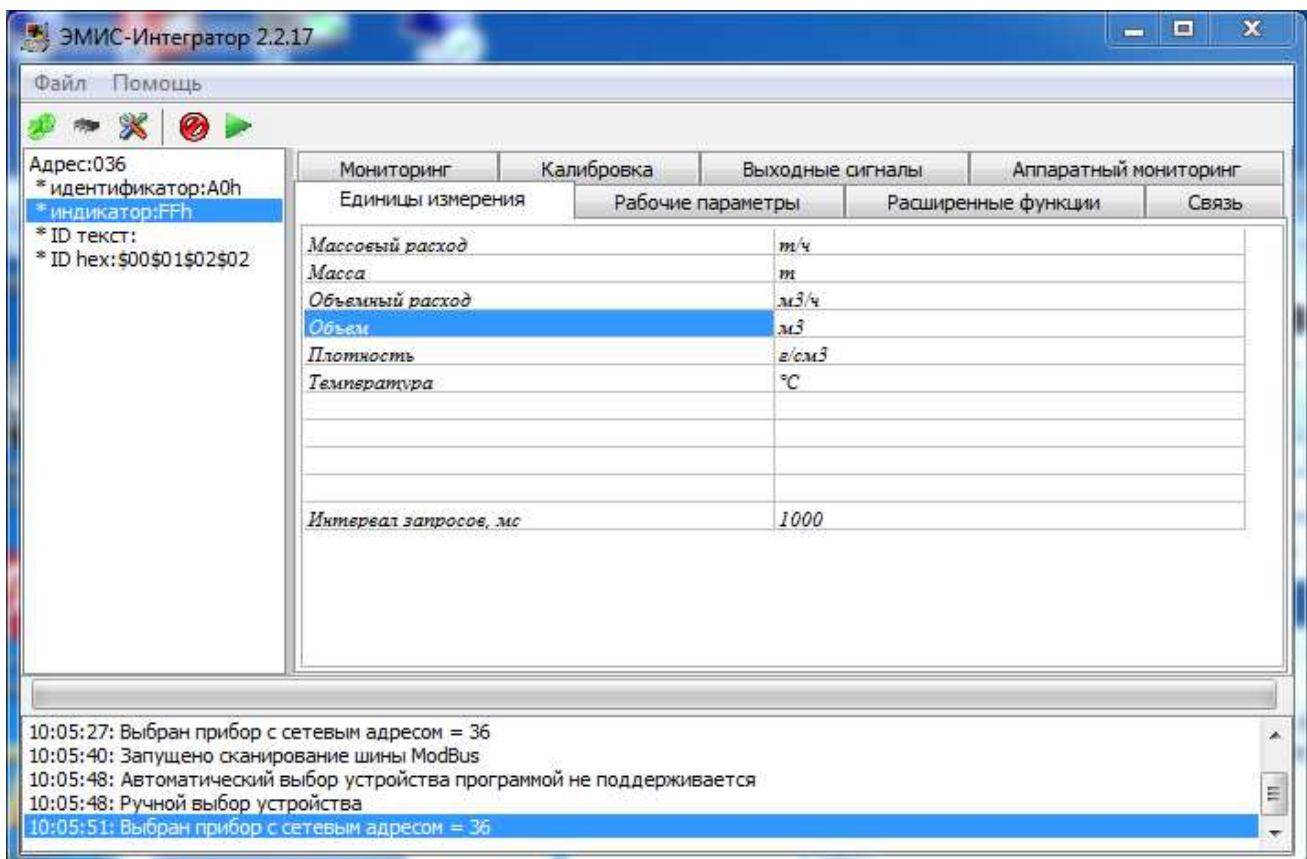 ЭМИС-Интегратор 2.2.17
Файл Помощь
Адрес:036
* идентификатор:A0h
* индикатор:FFh
* ID текст:
* ID hex:$00$01$02$02
Мониторинг Калибровка Выходные сигналы Аппаратный мониторинг
Единицы измерения Рабочие параметры Расширенные функции Связь
Массовый расход т/ч
Масса т
Объемный расход м3/ч
Объем м3
Плотность г/см3
Температура °C
Интервал запросов, мс 1000
10:05:27: Выбран прибор с сетевым адресом = 36
10:05:40: Запущено сканирование шины ModBus
10:05:48: Автоматический выбор устройства программой не поддерживается
10:05:48: Ручной выбор устройства
10:05:51: Выбран прибор с сетевым адресом = 36